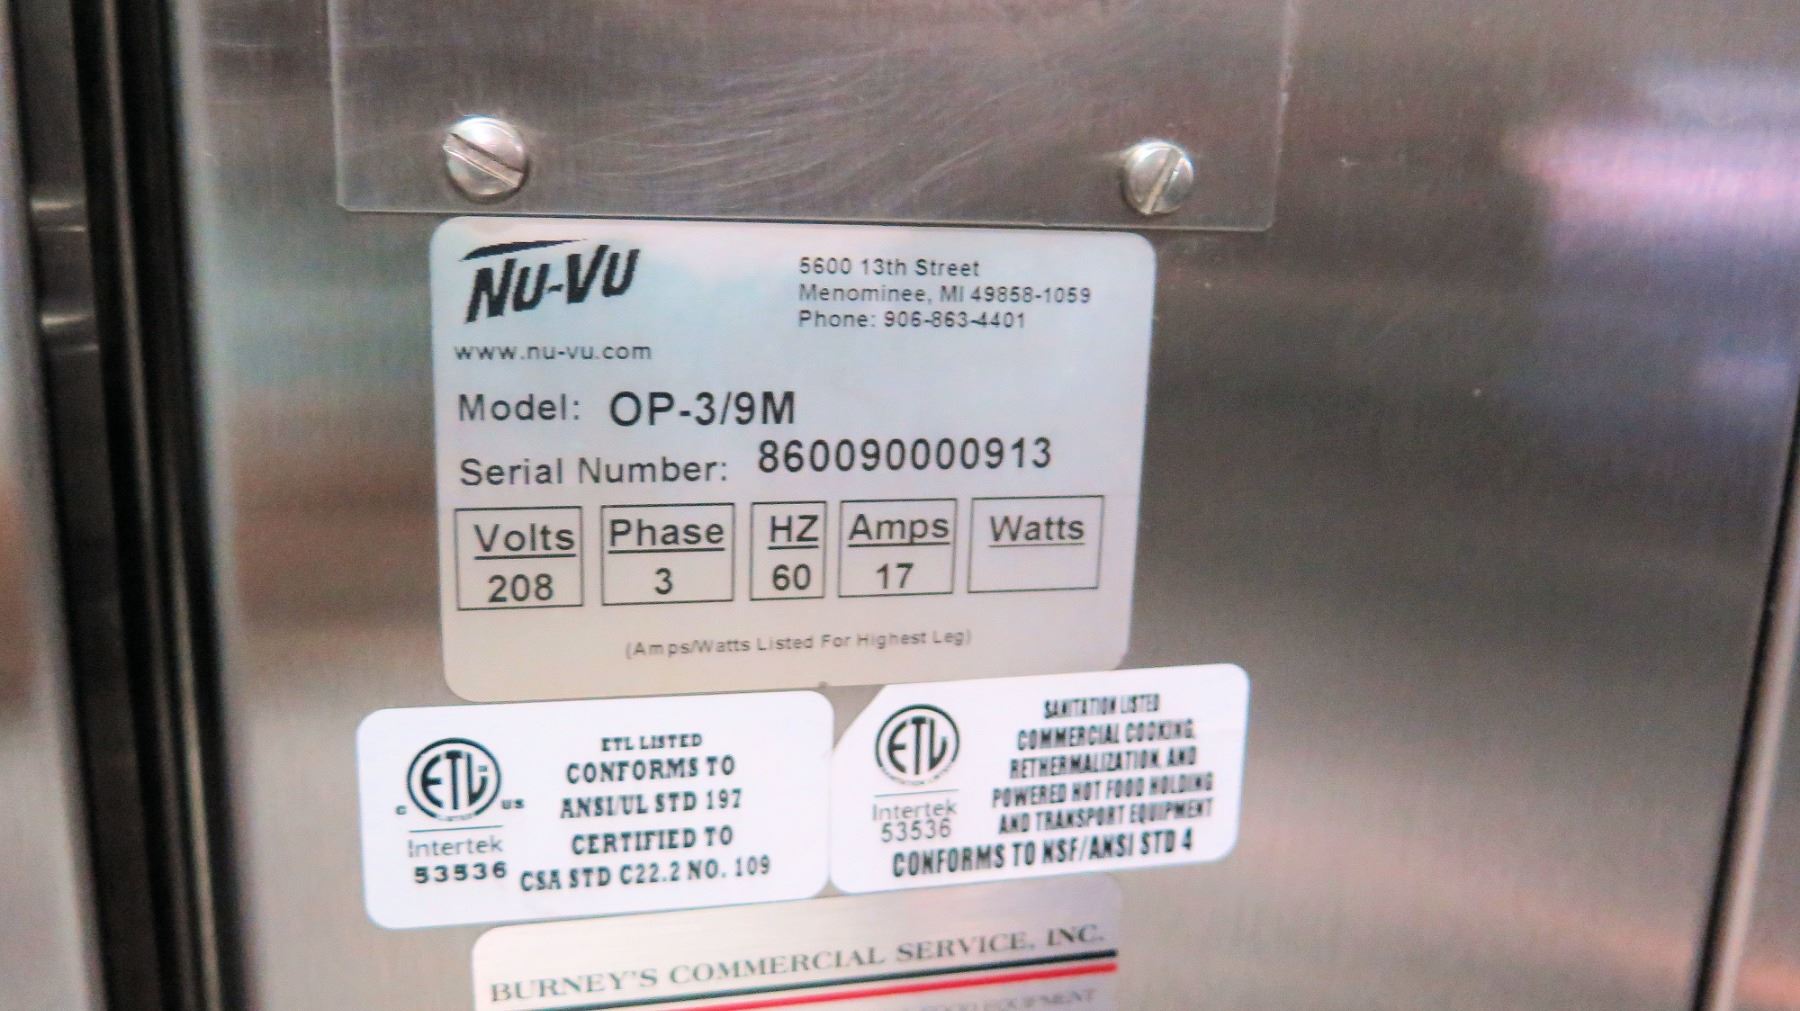 NU-VU
5600 13th Street
Menominee, MI 49858-1059
Phone: 906-863-4401
www.nu-vu.com
Model: OP-3/9M
Serial Number: 860090000913
Volts Phase HZ Amps Watts
208 3 60 17
(Amps/Watts Listed For Highest Leg)
ETL
C US
Intertek
53536
ETL LISTED
CONFORMS TO
ANSI/UL STD 197
CERTIFIED TO
CSA STD C22.2 NO. 109
ETL
Intertek
53536
SANITATION LISTED
COMMERCIAL COOKING,
RETHERMALIZATION, AND
POWERED HOT FOOD HOLDING
AND TRANSPORT EQUIPMENT
CONFORMS TO NSF/ANSI STD 4
BURNEY'S COMMERCIAL SERVICE, INC.
FOOD EQUIPMENT